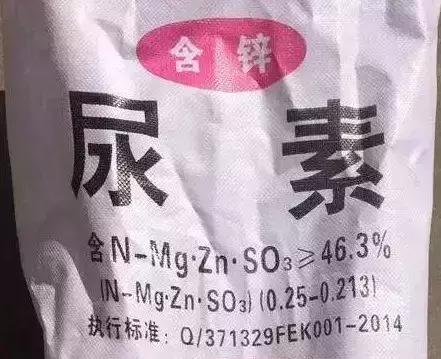 含锌
尿素
含N-Mg·Zn·SO₃≥46.3%
(N-Mg·Zn·SO₃)(0.25-0.213)
执行标准：Q/371329FEK001-2014